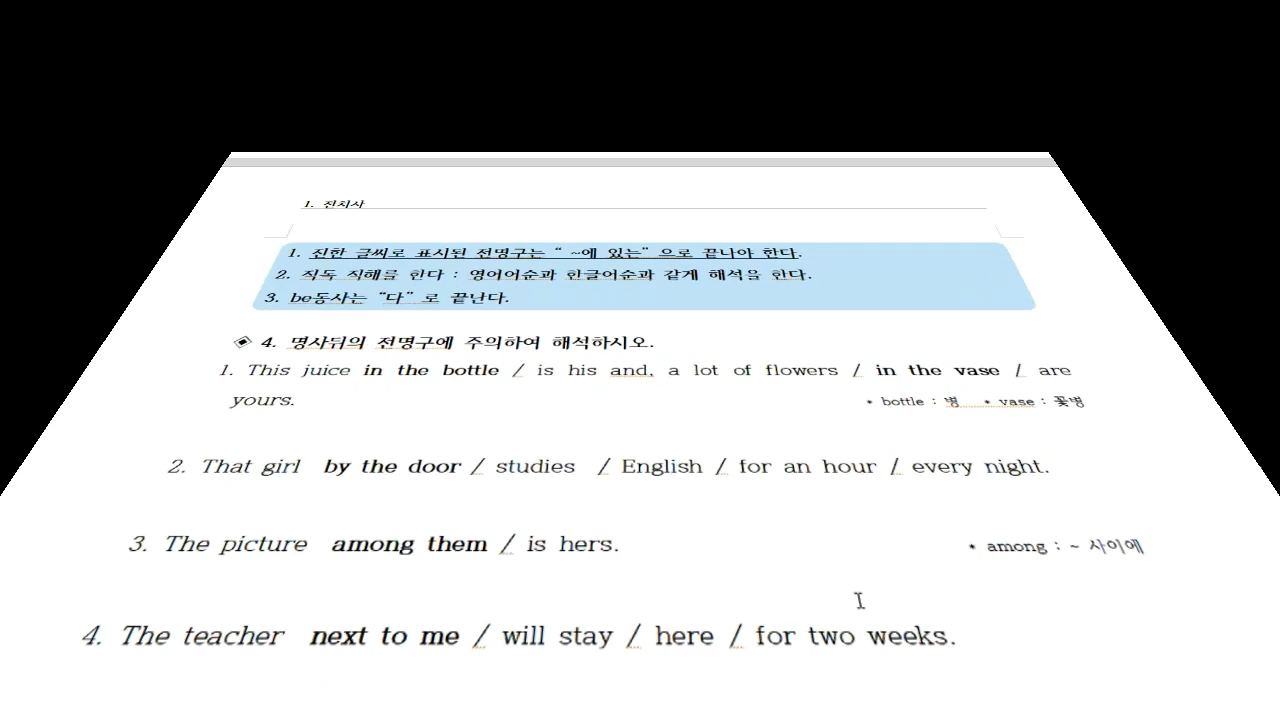 1. 전치사
1. 진한 글씨로 표시된 전명구는 “ ~에 있는” 으로 끝나야 한다.
2. 직독 직해를 한다 : 영어어순과 한글어순과 같게 해석을 한다.
3. be동사는 “다” 로 끝난다.
◈ 4. 명사뒤의 전명구에 주의하여 해석하시오.
1. This juice in the bottle / is his and, a lot of flowers / in the vase / are
yours. * bottle : 병 * vase : 꽃병
2. That girl by the door / studies / English / for an hour / every night.
3. The picture among them / is hers. * among : ~ 사이에
4. The teacher next to me / will stay / here / for two weeks.